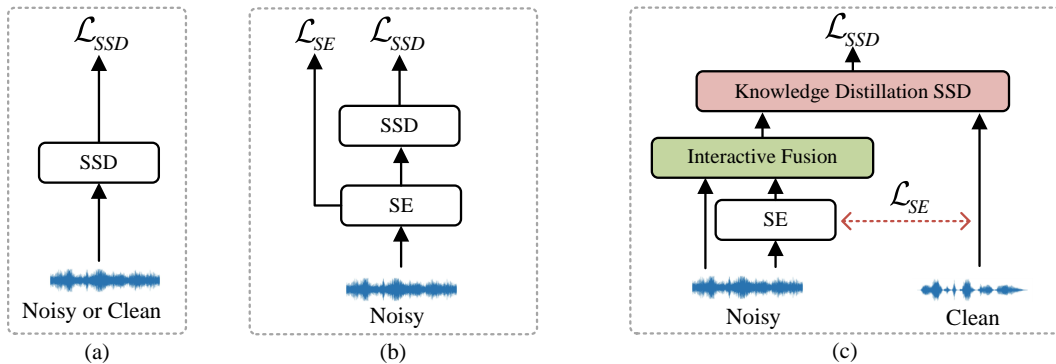 ℒ_SSD
SSD
Noisy or Clean
(a)
ℒ_SE ℒ_SSD
SSD
SE
Noisy
(b)
ℒ_SSD
Knowledge Distillation SSD
Interactive Fusion
SE
ℒ_SE
Noisy Clean
(c)